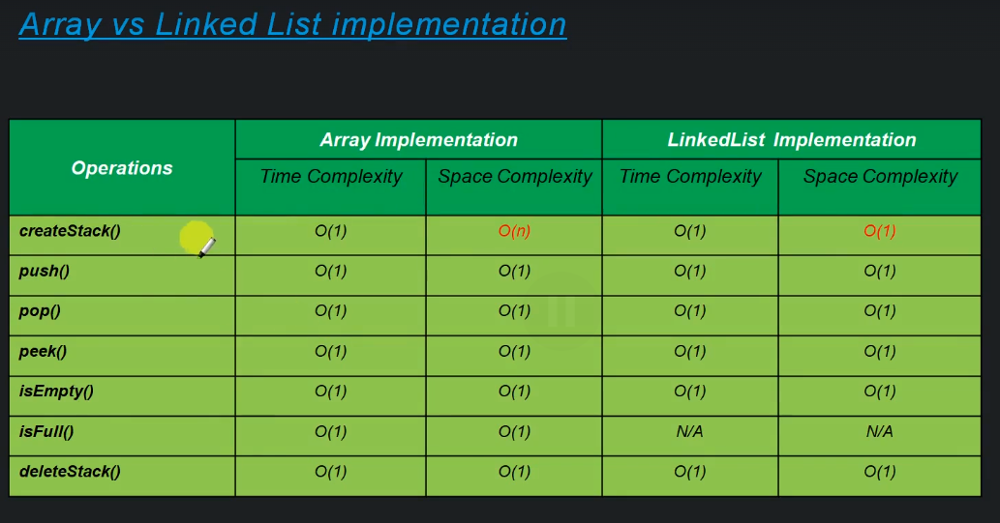 Array vs Linked List implementation
Operations
Array Implementation
LinkedList Implementation
Time Complexity
Space Complexity
Time Complexity
Space Complexity
createStack() O(1) O(n) O(1) O(1)
push() O(1) O(1) O(1) O(1)
pop() O(1) O(1) O(1) O(1)
peek() O(1) O(1) O(1) O(1)
isEmpty() O(1) O(1) O(1) O(1)
isFull() O(1) O(1) N/A N/A
deleteStack() O(1) O(1) O(1) O(1)